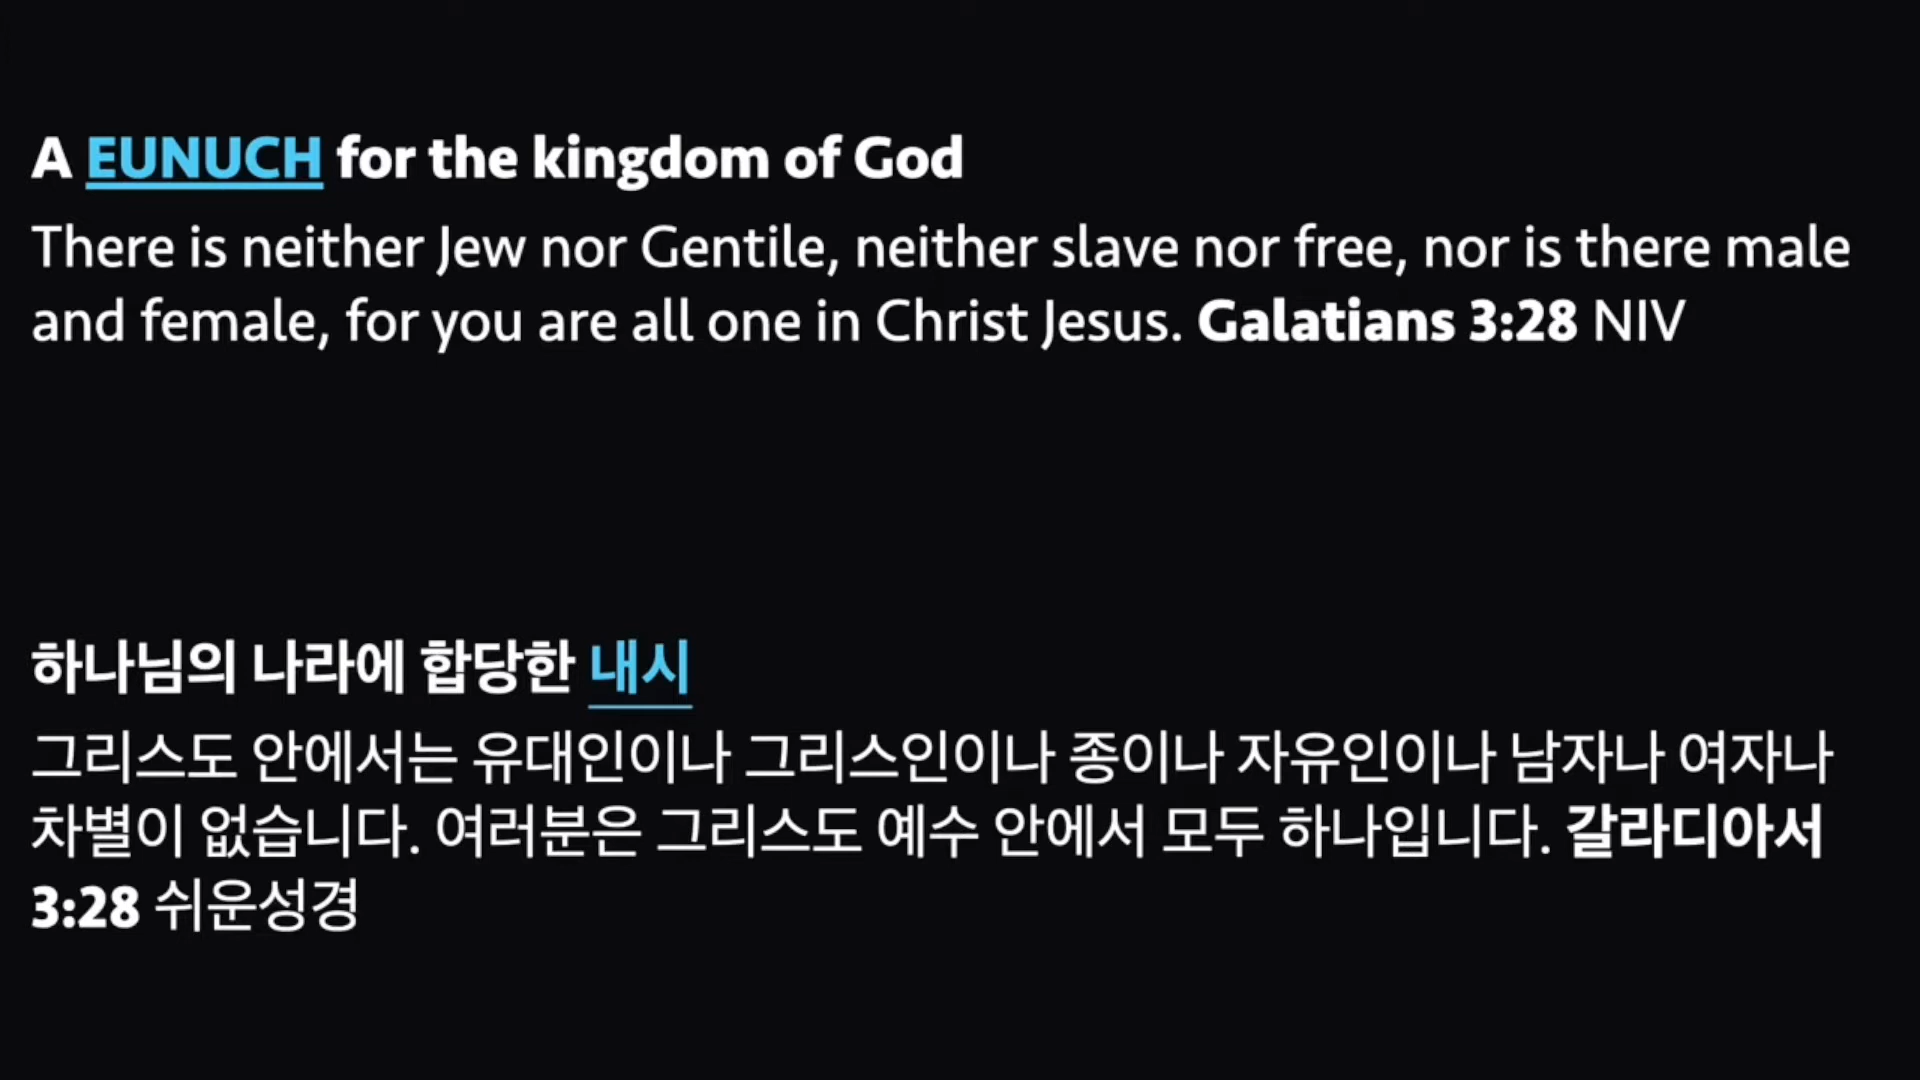 A EUNUCH for the kingdom of God
There is neither Jew nor Gentile, neither slave nor free, nor is there male
and female, for you are all one in Christ Jesus. Galatians 3:28 NIV
하나님의 나라에 합당한 내시
그리스도 안에서는 유대인이나 그리스인이나 종이나 자유인이나 남자나 여자나
차별이 없습니다. 여러분은 그리스도 예수 안에서 모두 하나입니다. 갈라디아서
3:28 쉬운성경